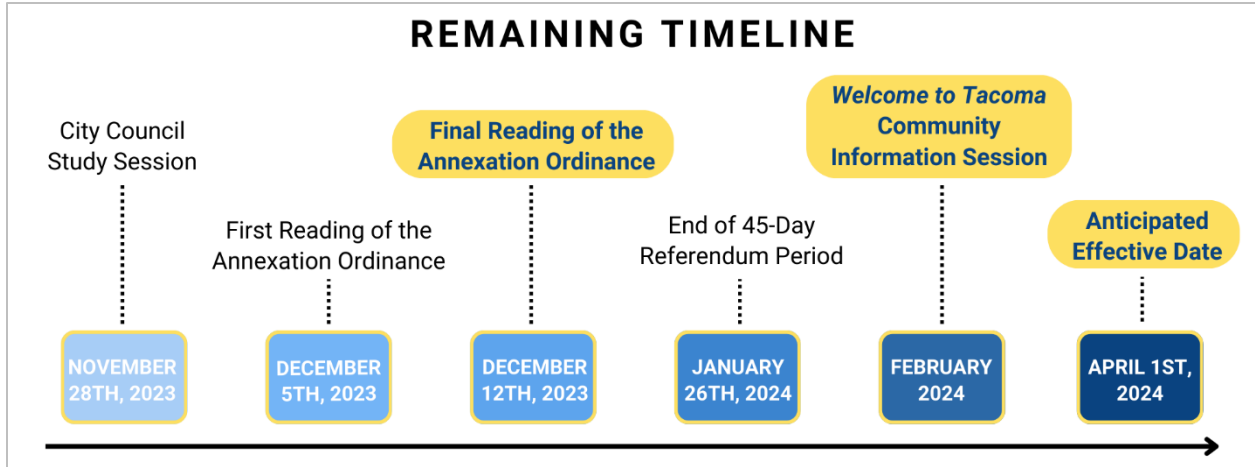 REMAINING TIMELINE
City Council
Study Session
First Reading of the
Annexation Ordinance
Final Reading of the
Annexation Ordinance
End of 45-Day
Referendum Period
Welcome to Tacoma
Community
Information Session
Anticipated
Effective Date
NOVEMBER
28TH, 2023
DECEMBER
5TH, 2023
DECEMBER
12TH, 2023
JANUARY
26TH, 2024
FEBRUARY
2024
APRIL 1ST,
2024